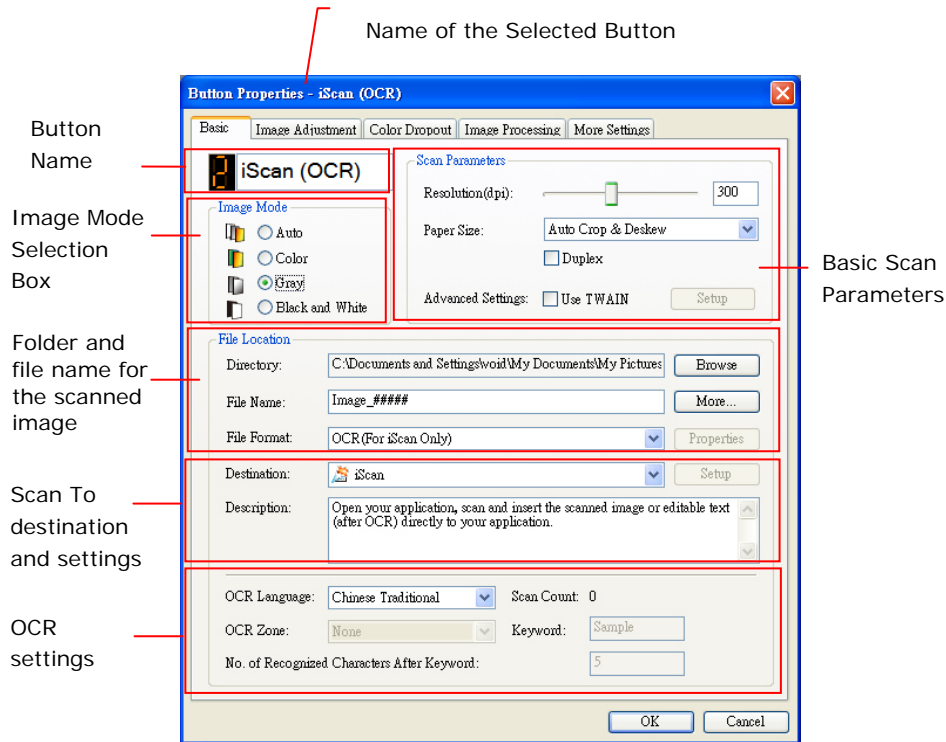 Name of the Selected Button
Button Properties - iScan (OCR)
Basic Image Adjustment Color Dropout Image Processing More Settings
Button
Name
2 iScan (OCR)
Image Mode
Selection
Box
Image Mode
Auto
Color
Gray
Black and White
Scan Parameters
Resolution(dpi): 300
Paper Size: Auto Crop & Deskew
Duplex
Advanced Settings: Use TWAIN Setup
Basic Scan
Parameters
Folder and
file name for
the scanned
image
File Location
Directory: C:\Documents and Settings\void\My Documents\My Pictures Browse
File Name: Image_##### More...
File Format: OCR(For iScan Only) Properties
Scan To
destination
and settings
Destination: iScan Setup
Description: Open your application, scan and insert the scanned image or editable text
(after OCR) directly to your application.
OCR
settings
OCR Language: Chinese Traditional Scan Count: 0
OCR Zone: None Keyword: Sample
No. of Recognized Characters After Keyword: 5
OK Cancel